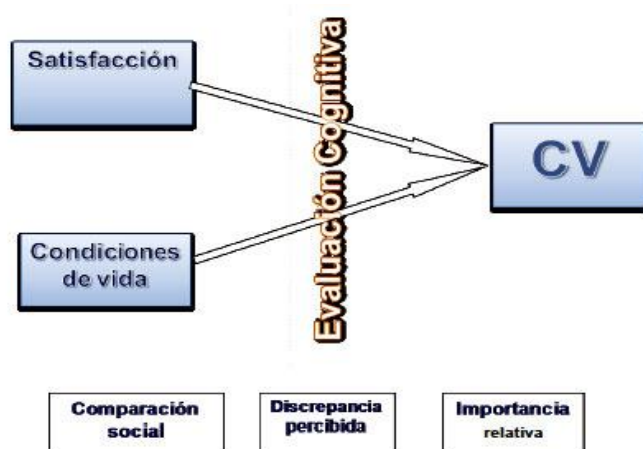 Satisfacción
Evaluación Cognitiva
CV
Condiciones
de vida
Comparación
social
Discrepancia
percibida
Importancia
relativa